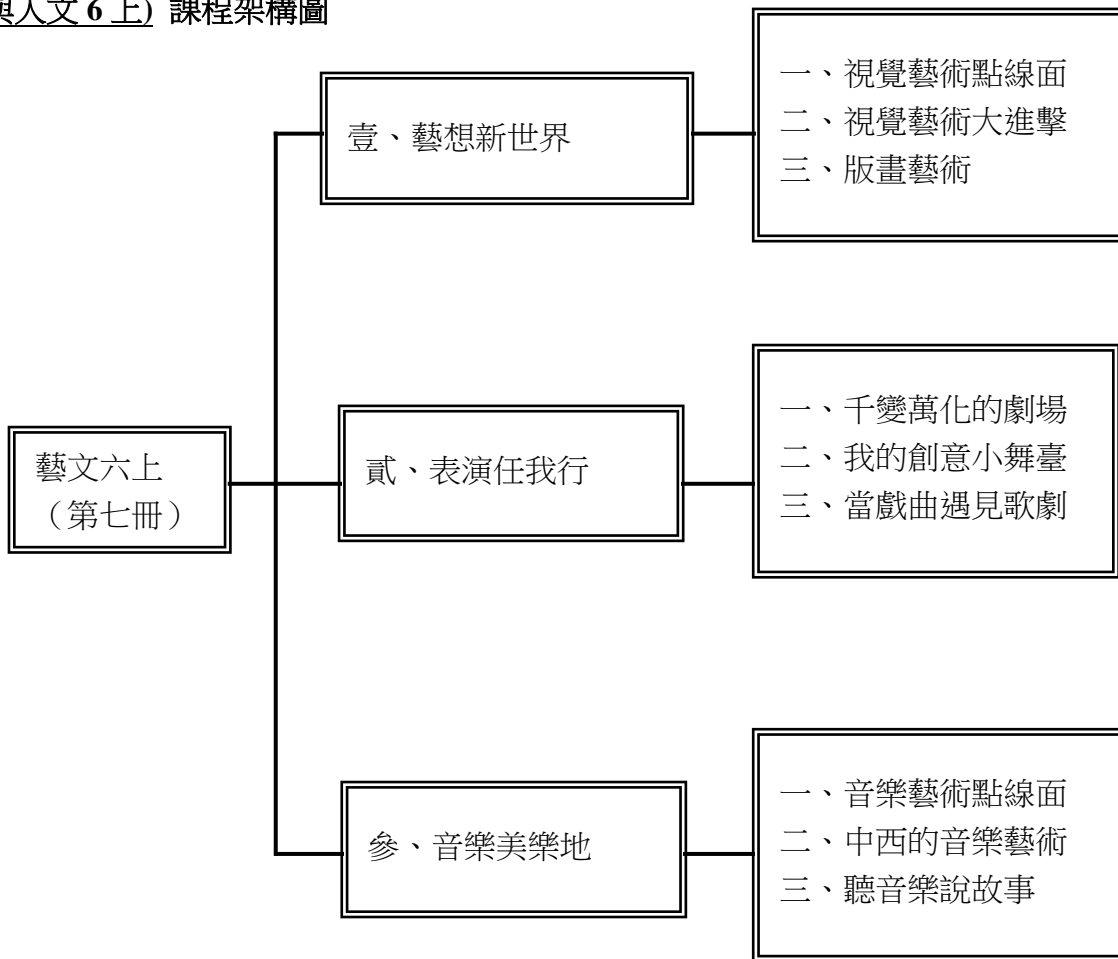 與人文 6 上) 課程架構圖
壹、藝想新世界
一、視覺藝術點線面
二、視覺藝術大進擊
三、版畫藝術
藝文六上
（第七冊）
貳、表演任我行
一、千變萬化的劇場
二、我的創意小舞臺
三、當戲曲遇見歌劇
參、音樂美樂地
一、音樂藝術點線面
二、中西的音樂藝術
三、聽音樂說故事